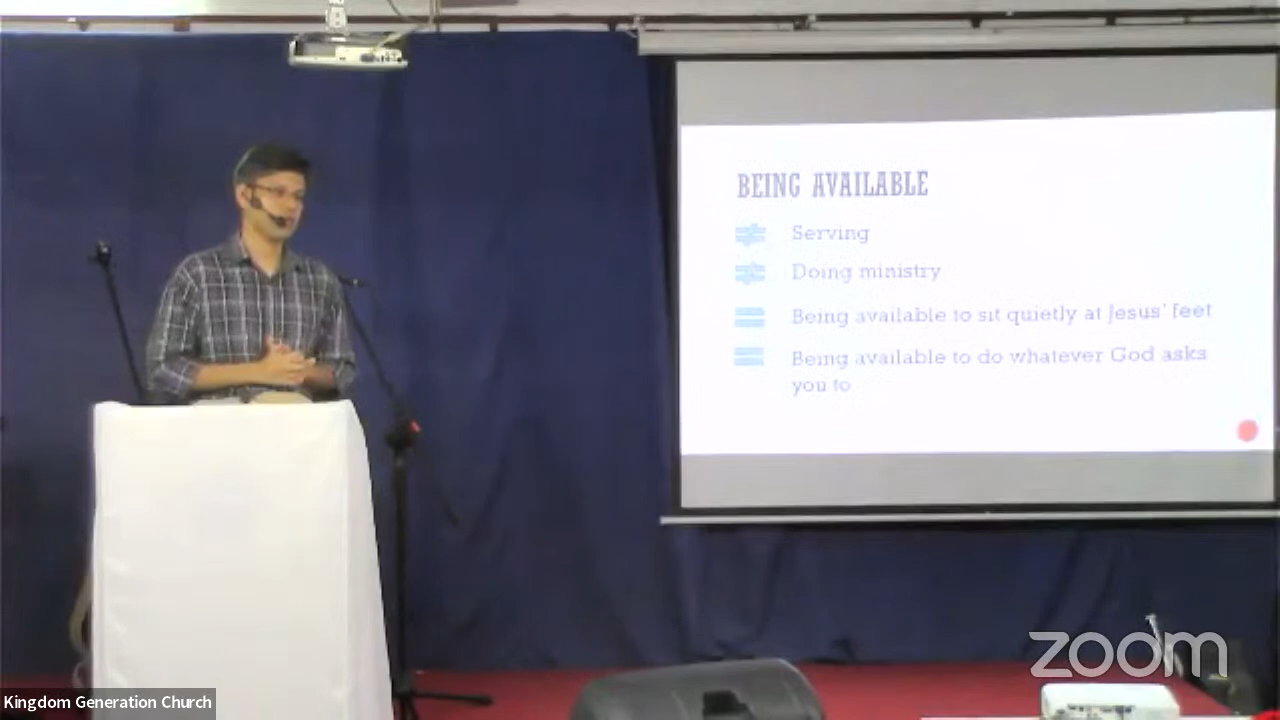 BEING AVAILABLE
≠ Serving
≠ Doing ministry
= Being available to sit quietly at Jesus' feet
= Being available to do whatever God asks
you to
zoom
Kingdom Generation Church